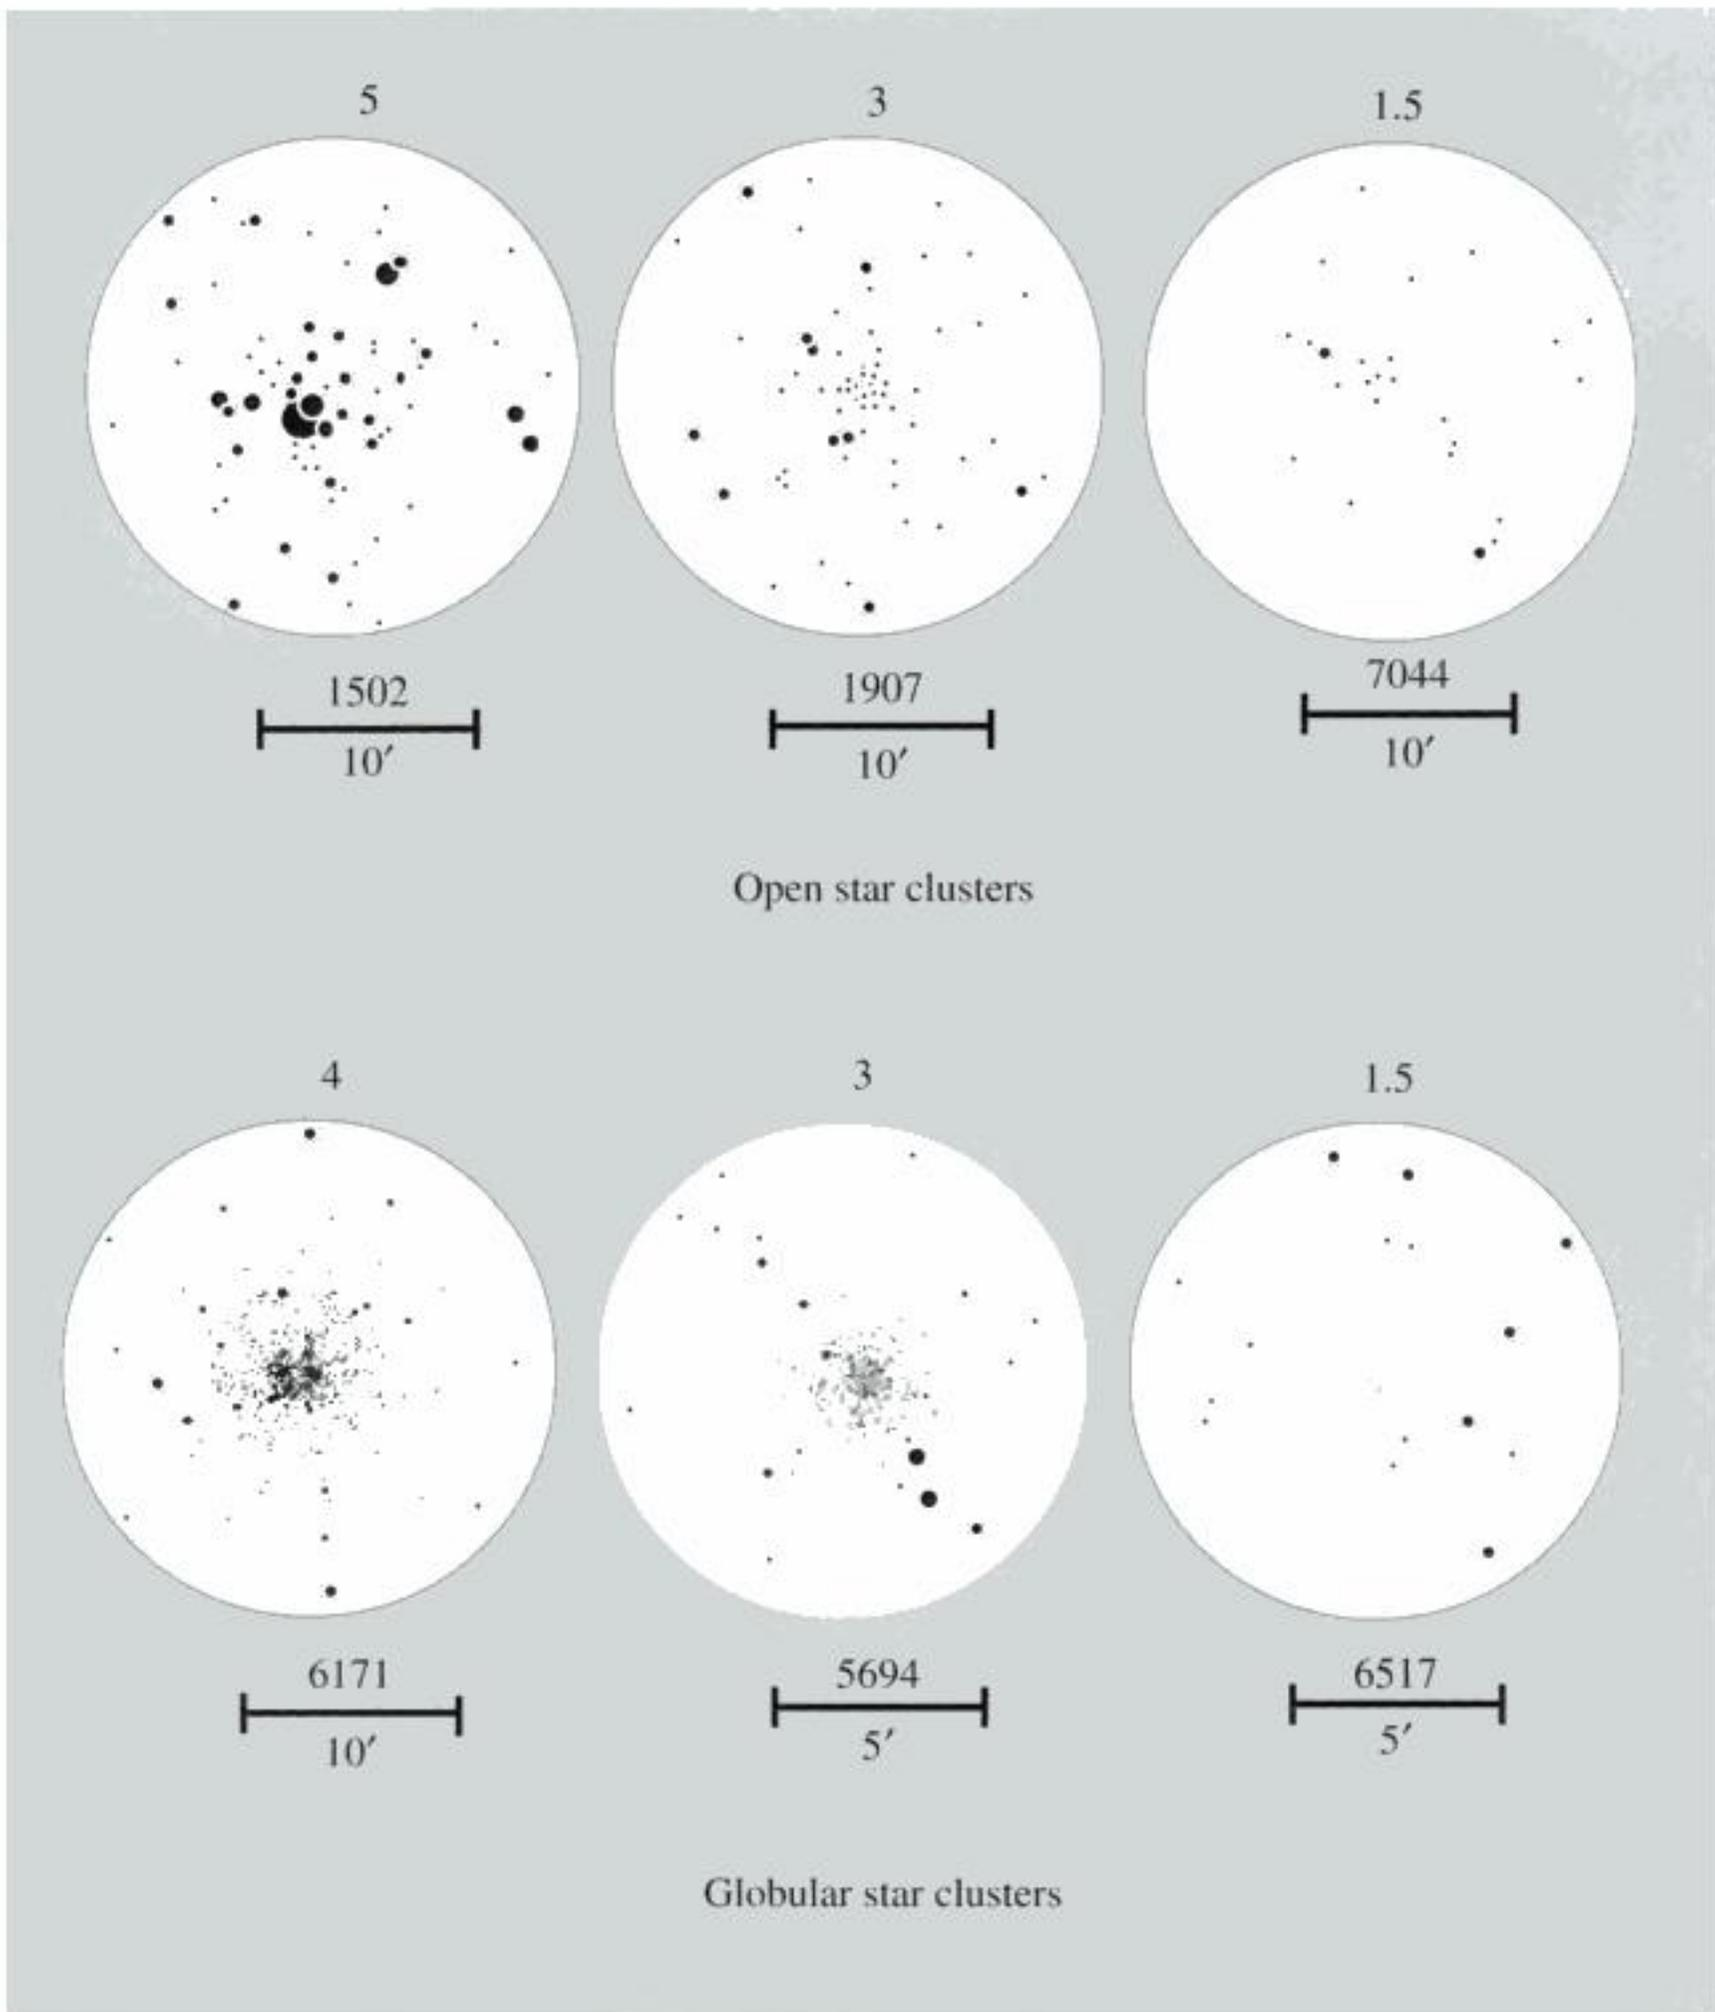 5 3 1.5
1502 1907 7044
10′ 10′ 10′
Open star clusters
4 3 1.5
6171 5694 6517
10′ 5′ 5′
Globular star clusters